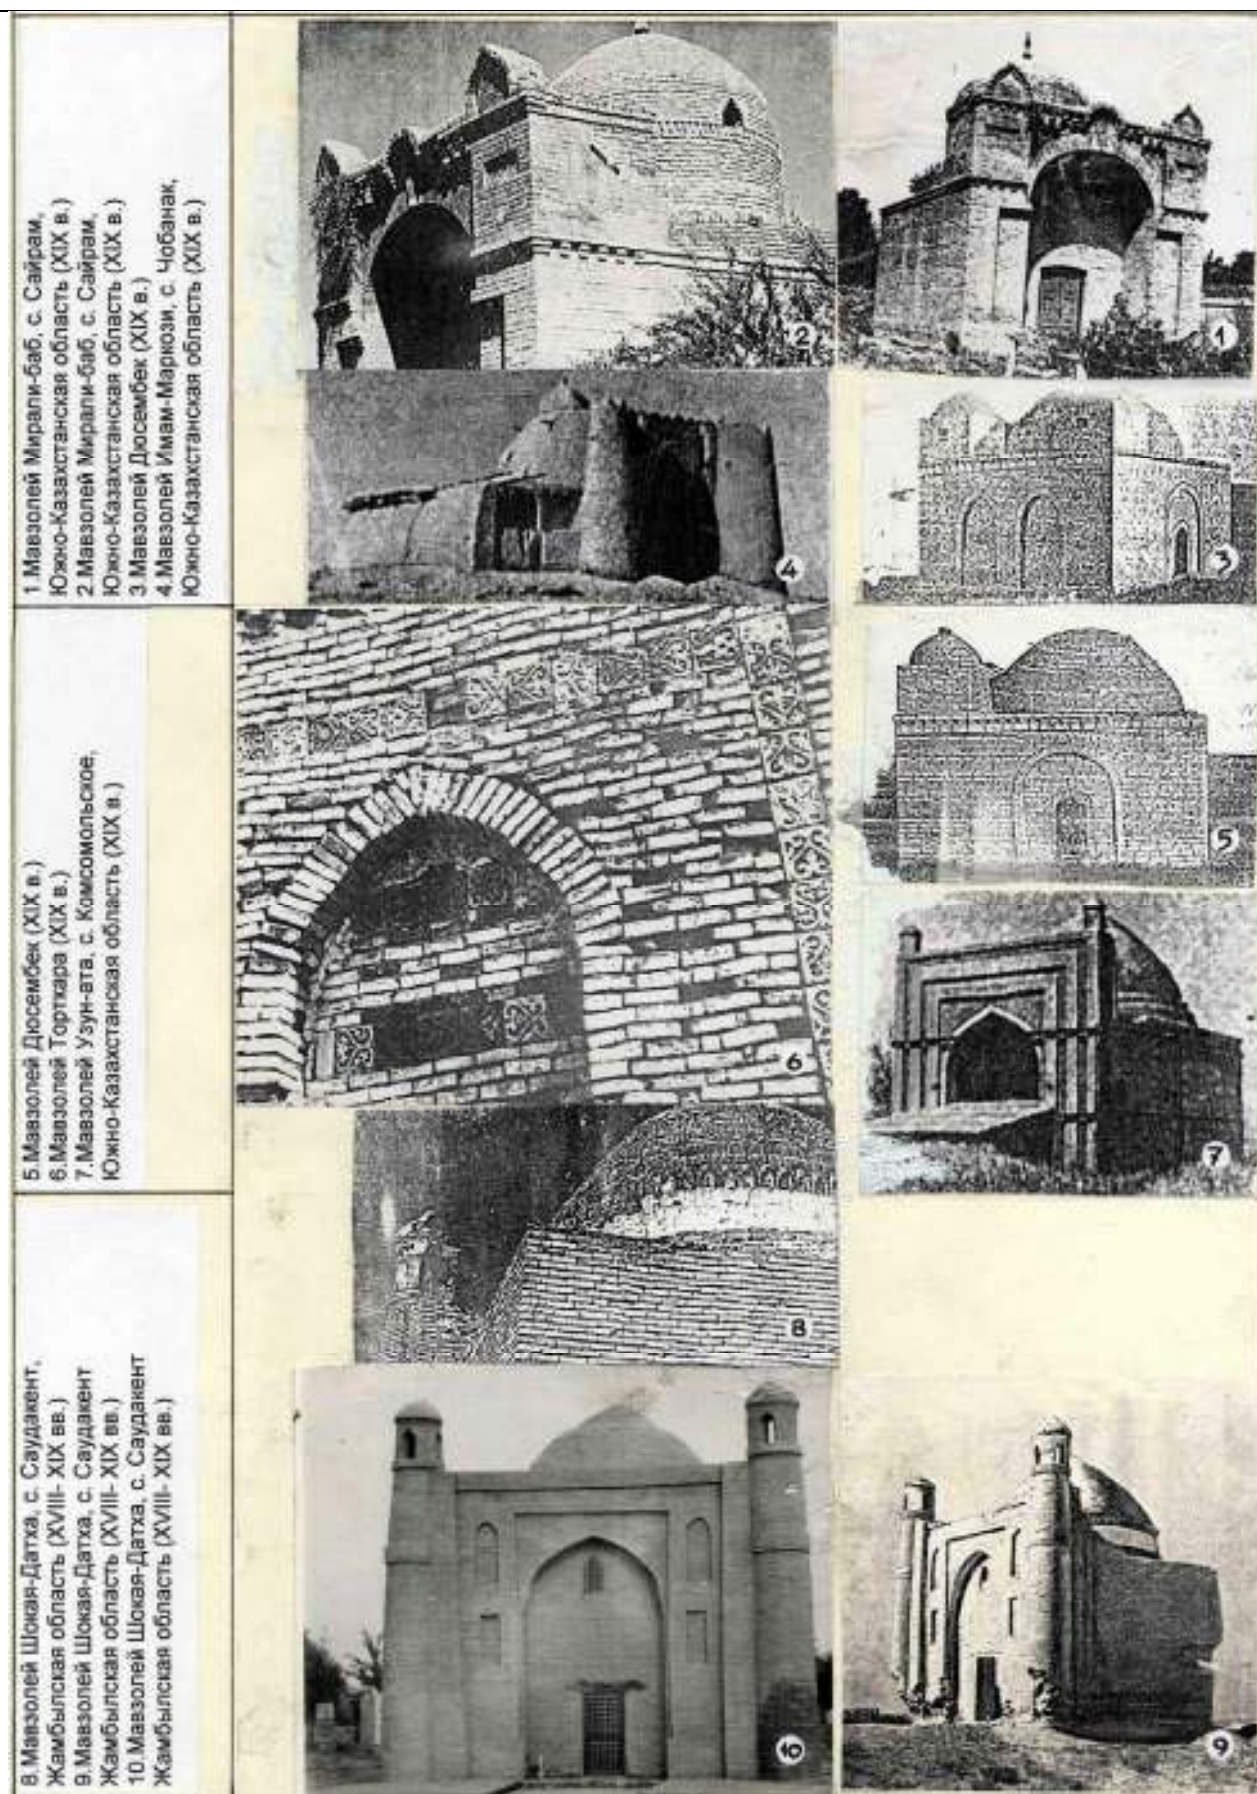 1.Мавзолей Мирали-баб, с. Сайрам,
Южно-Казахстанская область (XIX в.)
2.Мавзолей Мирали-баб, с. Сайрам,
Южно-Казахстанская область (XIX в.)
3.Мавзолей Дюсембек (XIX в.)
4.Мавзолей Имам-Маркози, с. Чобанак,
Южно-Казахстанская область (XIX в.)
5.Мавзолей Дюсембек (XIX в.)
6.Мавзолей Торткара (XIX в.)
7.Мавзолей Узун-ата, с. Комсомольское,
Южно-Казахстанская область (XIX в.)
8.Мавзолей Шокая-Датха, с. Саудакент,
Жамбылская область (XVIII- XIX вв.)
9.Мавзолей Шокая-Датха, с. Саудакент
Жамбылская область (XVIII- XIX вв.)
10.Мавзолей Шокая-Датха, с. Саудакент
Жамбылская область (XVIII- XIX вв.)
2
1
4
3
6
5
7
8
10
9